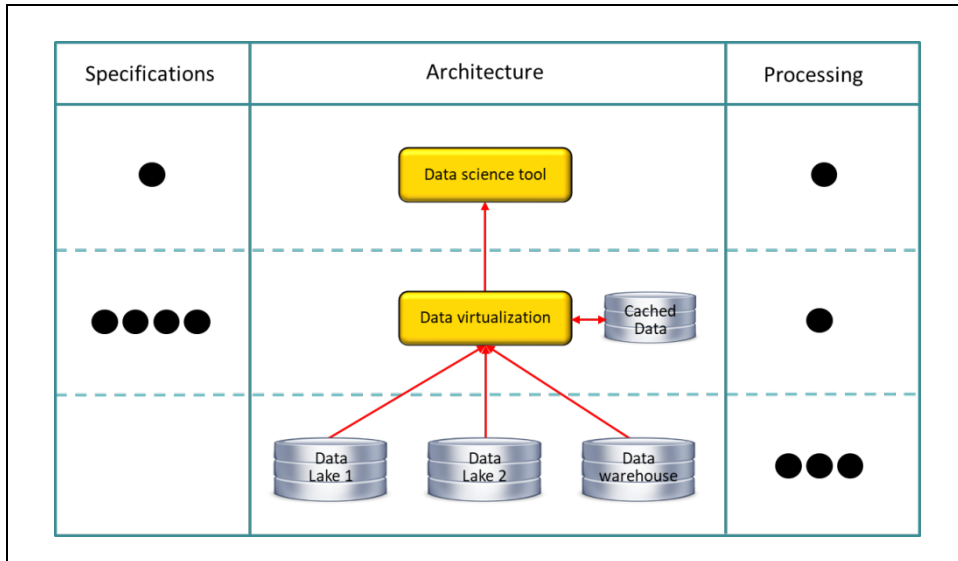 Specifications
Architecture
Processing
Data science tool
Data virtualization
Cached
Data
Data
Lake 1
Data
Lake 2
Data
warehouse